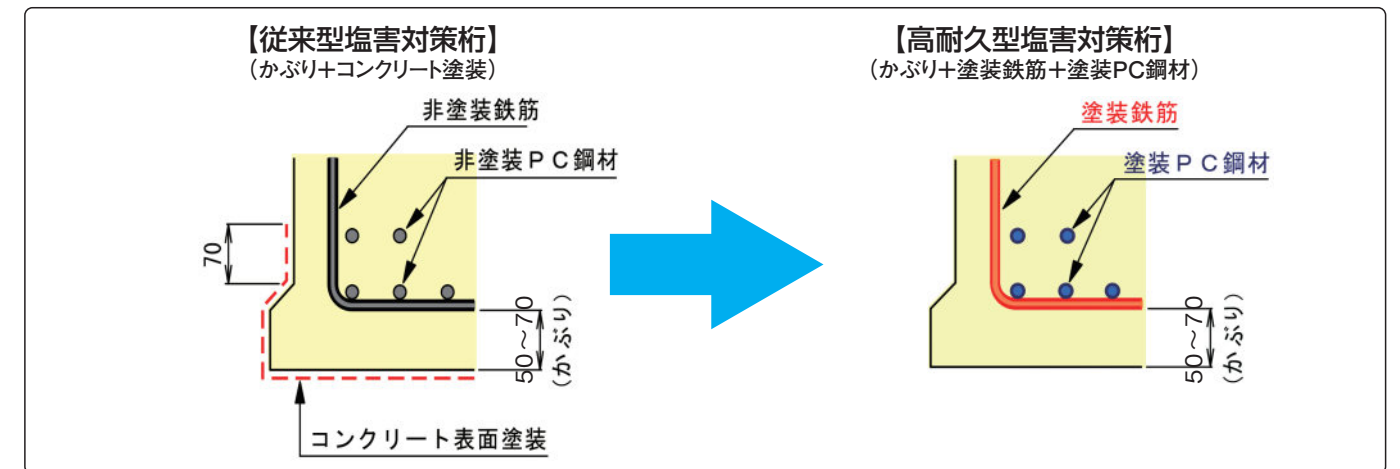 【従来型塩害対策桁】
(かぶり+コンクリート塗装)
非塗装鉄筋
非塗装PC鋼材
70
50~70
(かぶり)
コンクリート表面塗装
【高耐久型塩害対策桁】
(かぶり+塗装鉄筋+塗装PC鋼材)
塗装鉄筋
塗装PC鋼材
50~70
(かぶり)